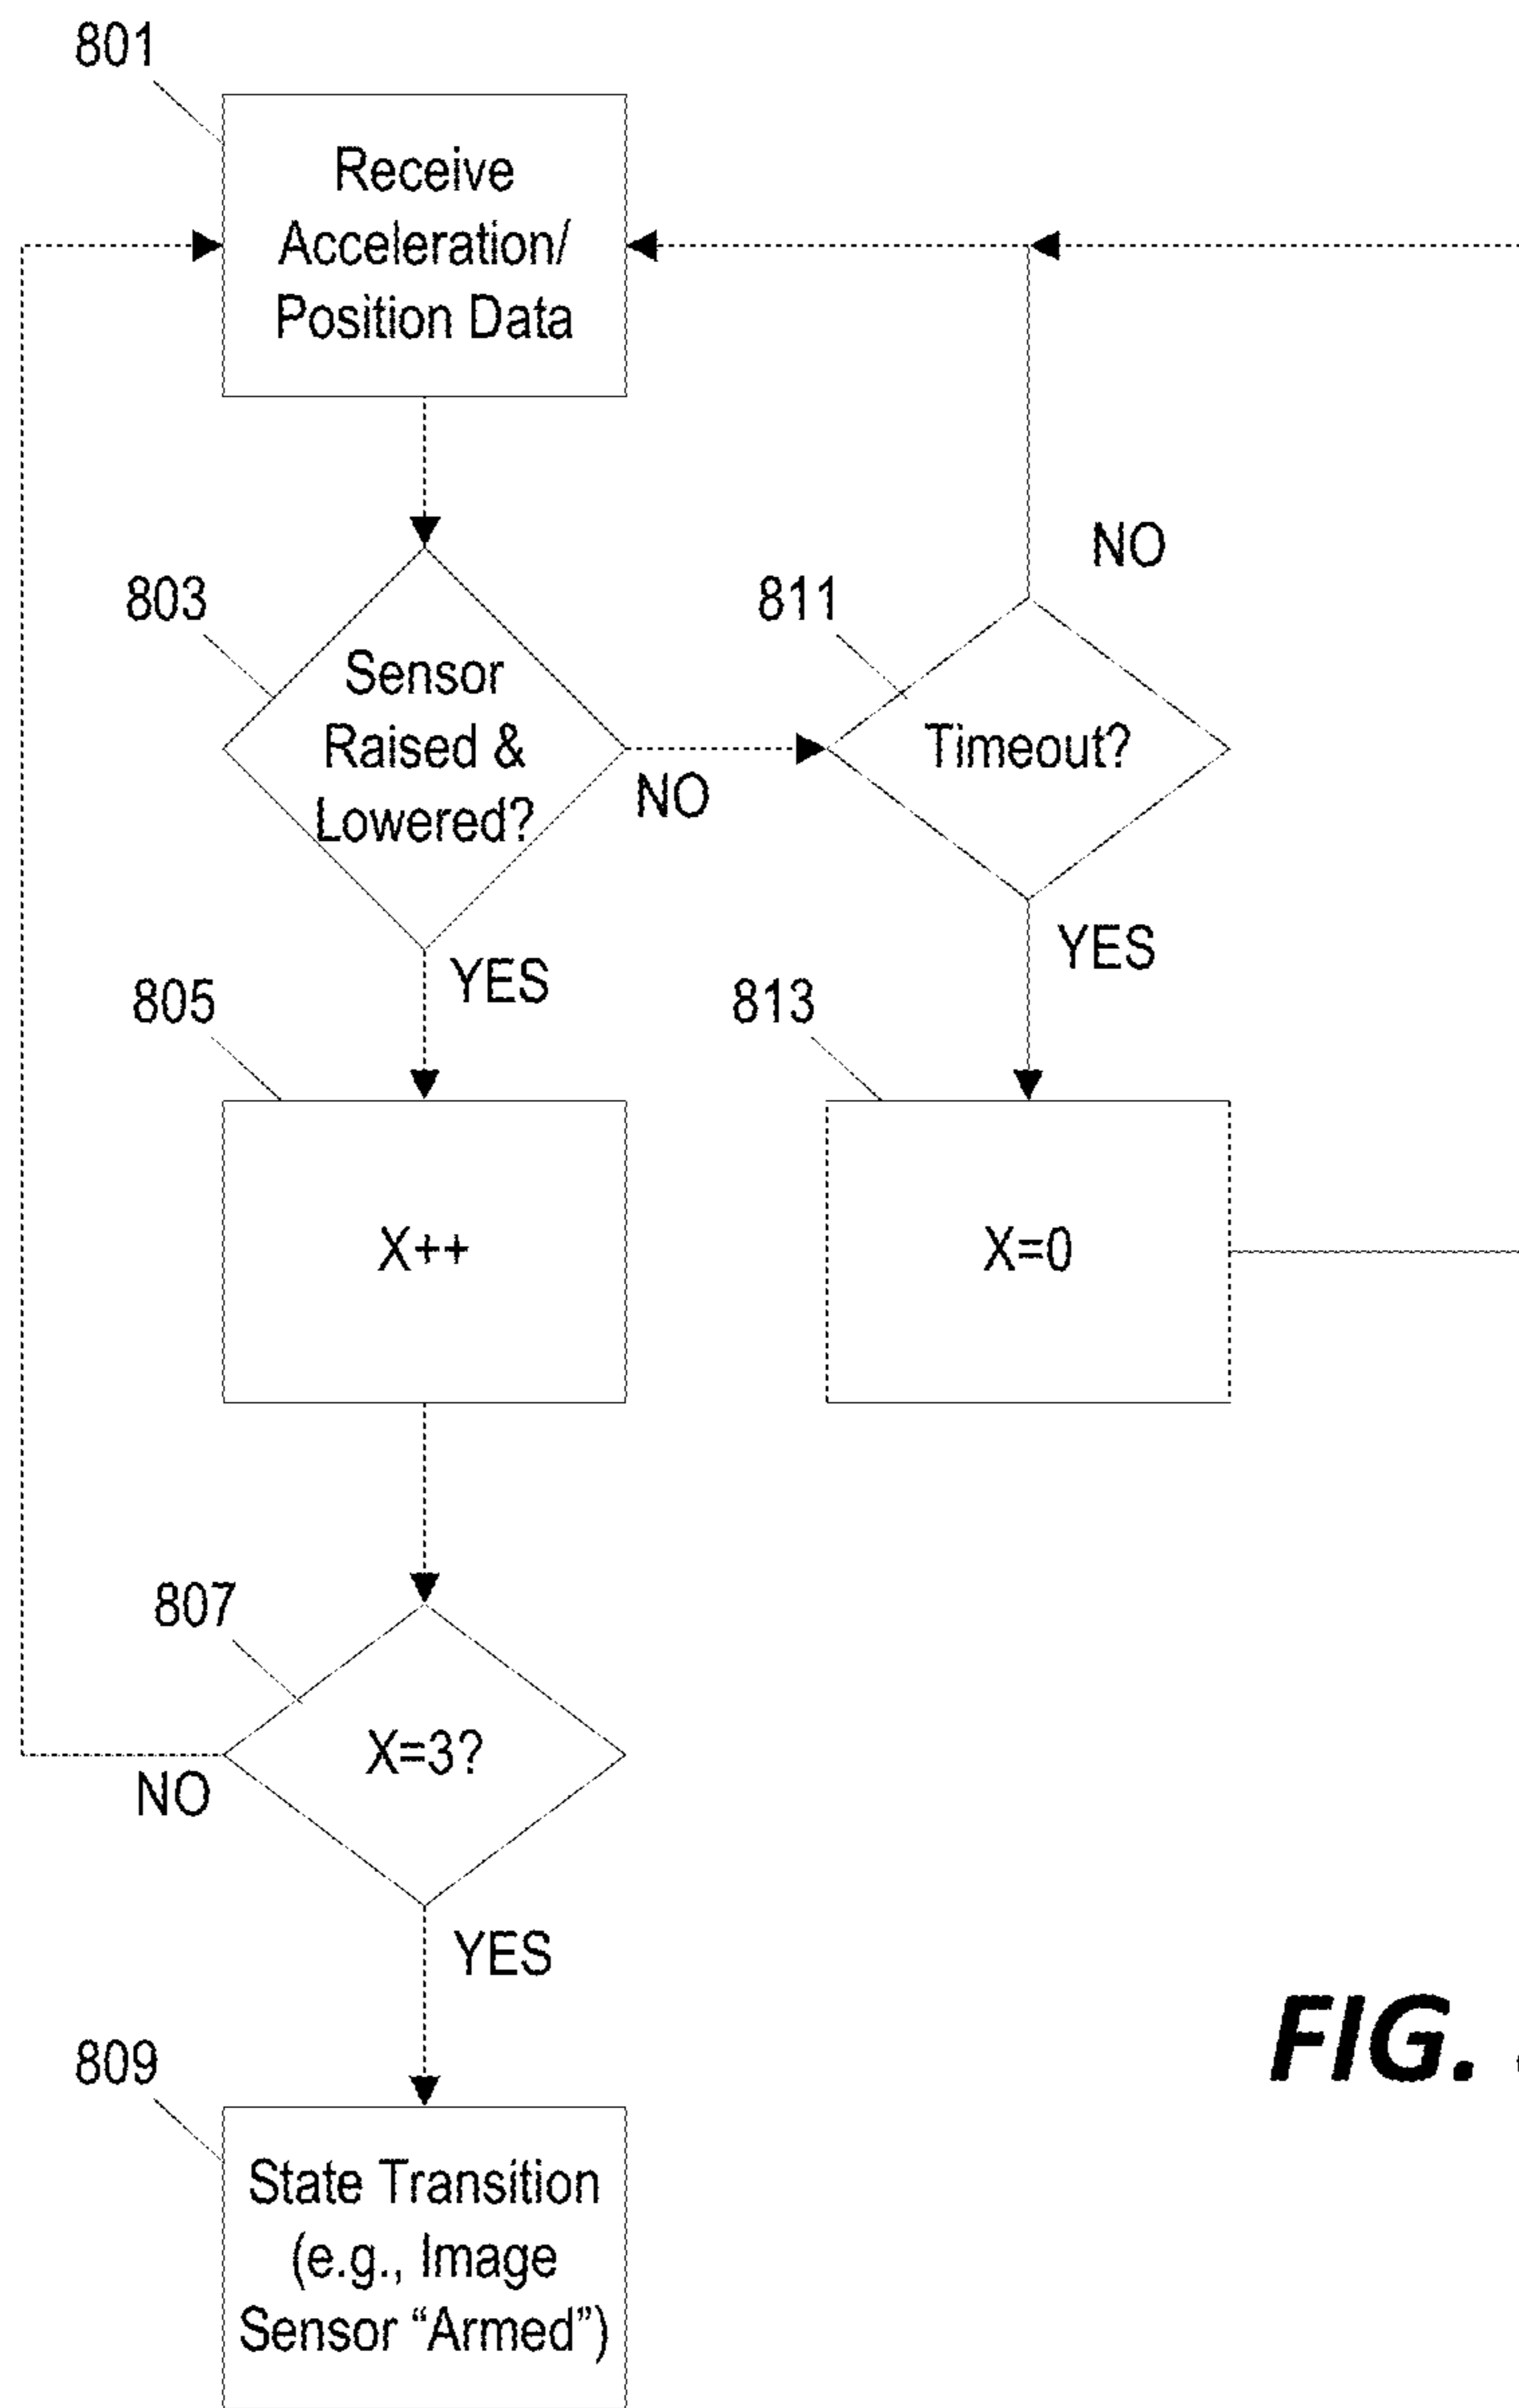 801
Receive
Acceleration/
Position Data
803
Sensor
Raised &
Lowered?
NO
YES
811
Timeout?
NO
YES
805
X++
813
X=0
807
X=3?
NO
YES
809
State Transition
(e.g., Image
Sensor “Armed”)
FIG.